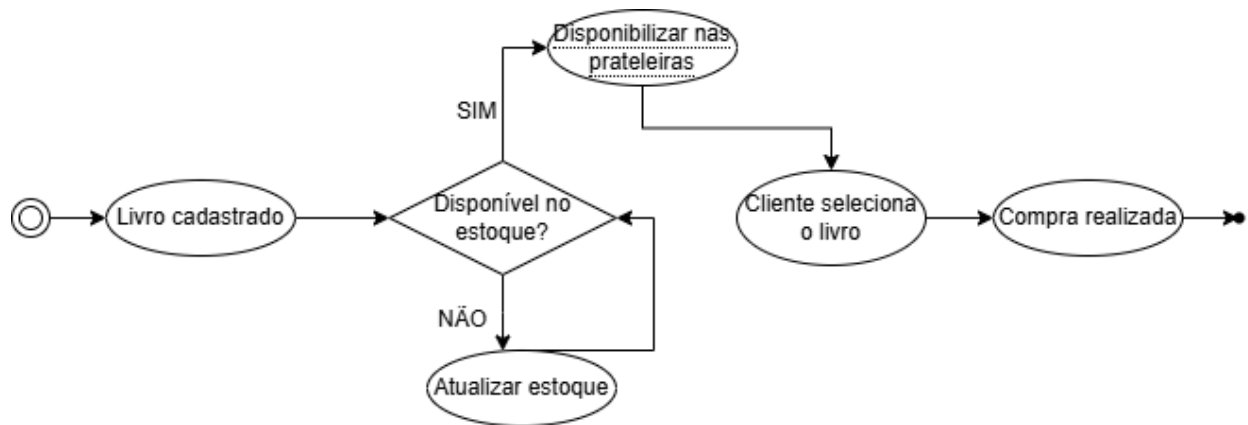 Disponibilizar nas
prateleiras
SIM
Livro cadastrado
Disponível no
estoque?
Cliente seleciona
o livro
Compra realizada
NÃO
Atualizar estoque